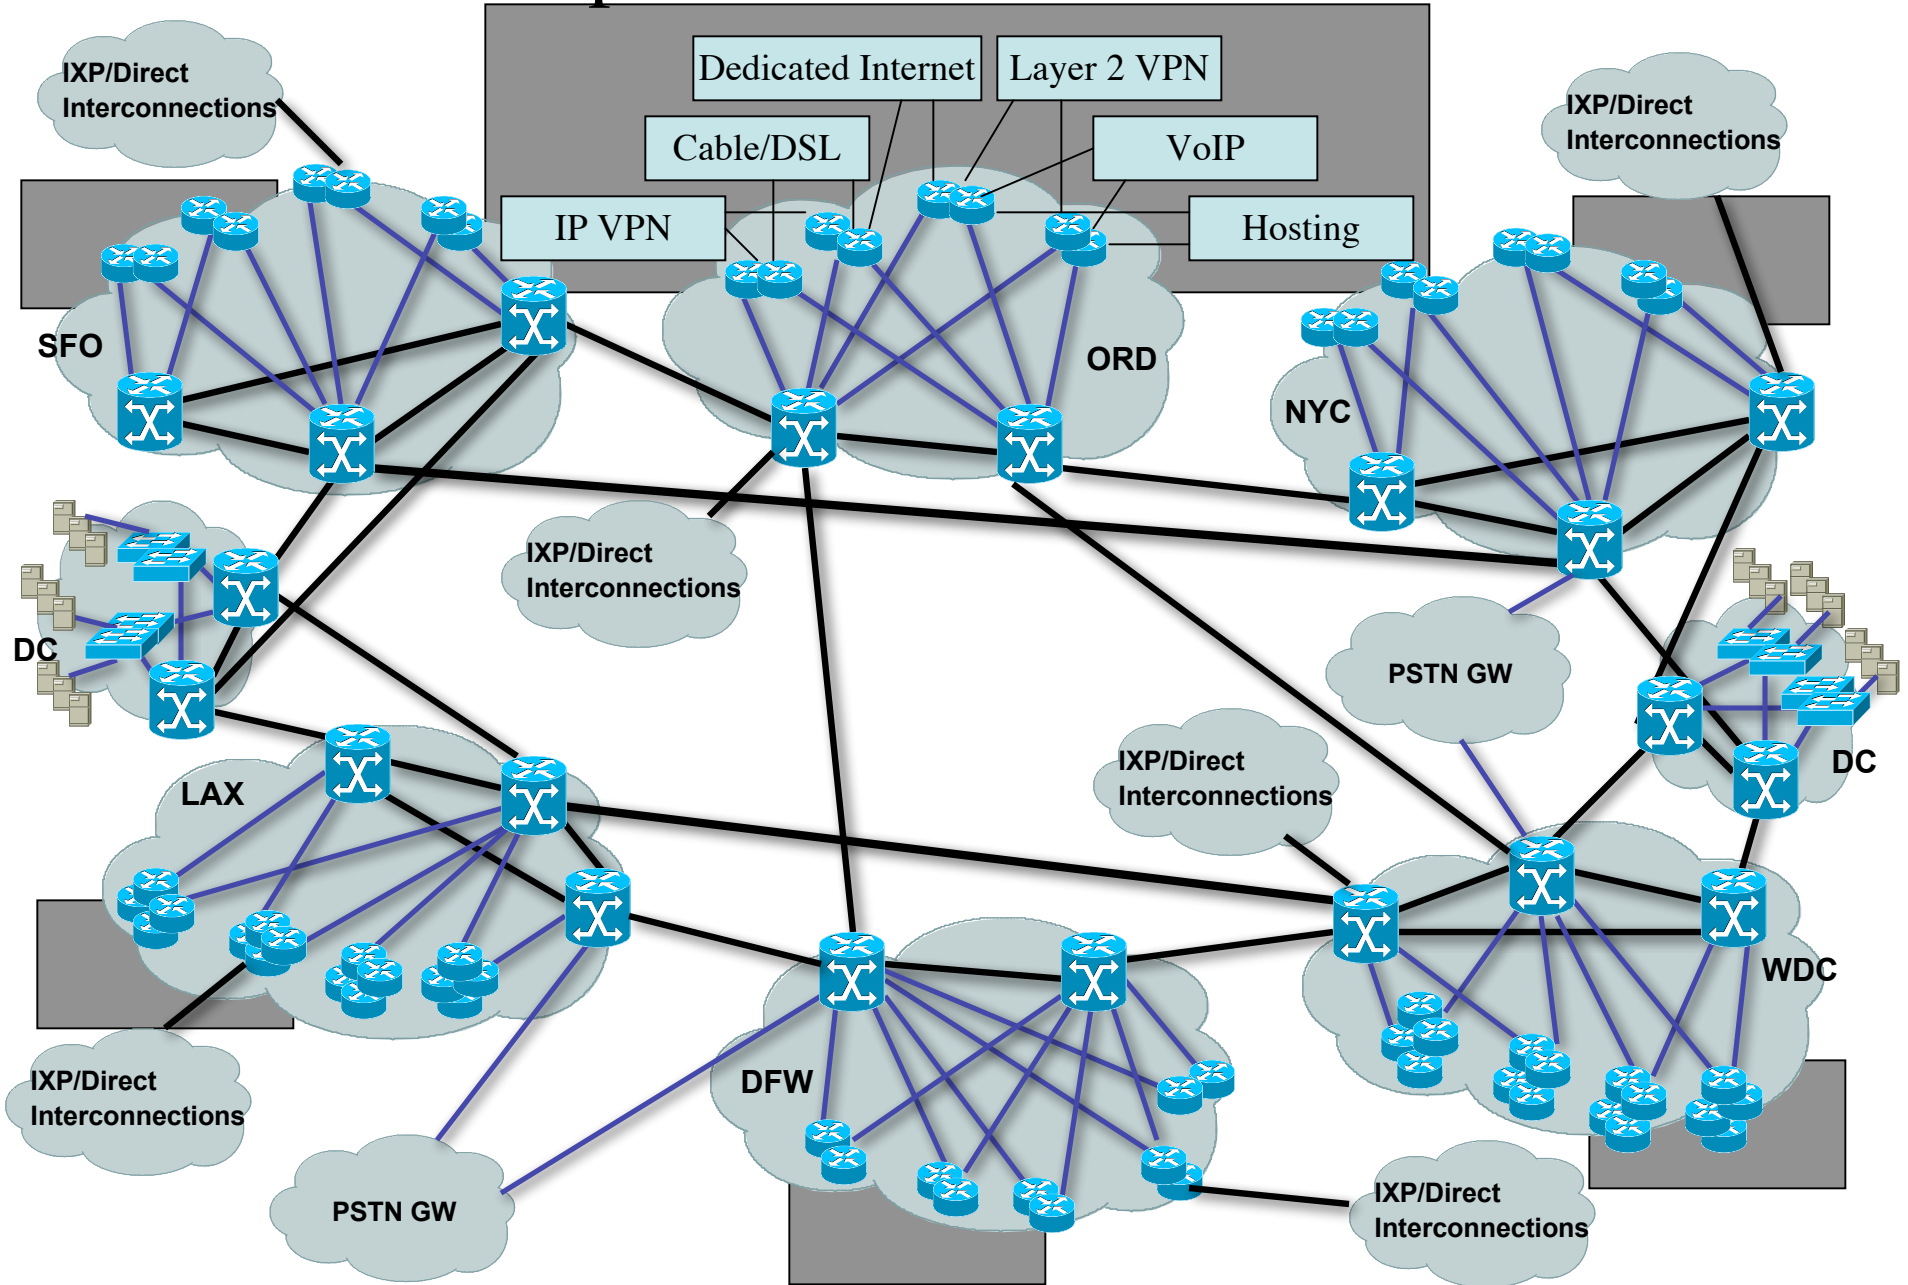 IXP/Direct
Interconnections
Dedicated Internet
Layer 2 VPN
IXP/Direct
Interconnections
Cable/DSL
VoIP
IP VPN
Hosting
SFO
ORD
NYC
IXP/Direct
Interconnections
DC
PSTN GW
IXP/Direct
Interconnections
DC
LAX
WDC
IXP/Direct
Interconnections
DFW
PSTN GW
IXP/Direct
Interconnections